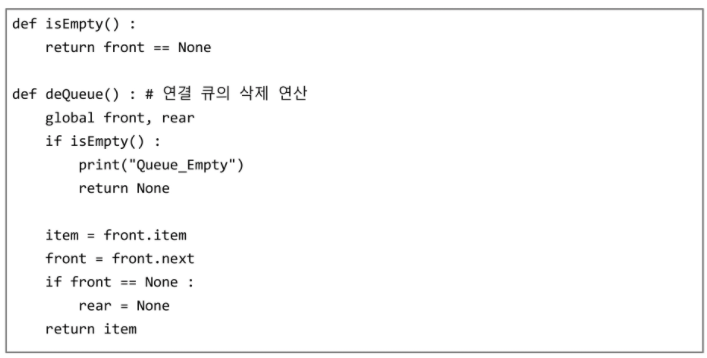 def isEmpty() :
    return front == None

def deQueue() : # 연결 큐의 삭제 연산
    global front, rear
    if isEmpty() :
        print("Queue_Empty")
        return None

    item = front.item
    front = front.next
    if front == None :
        rear = None
    return item